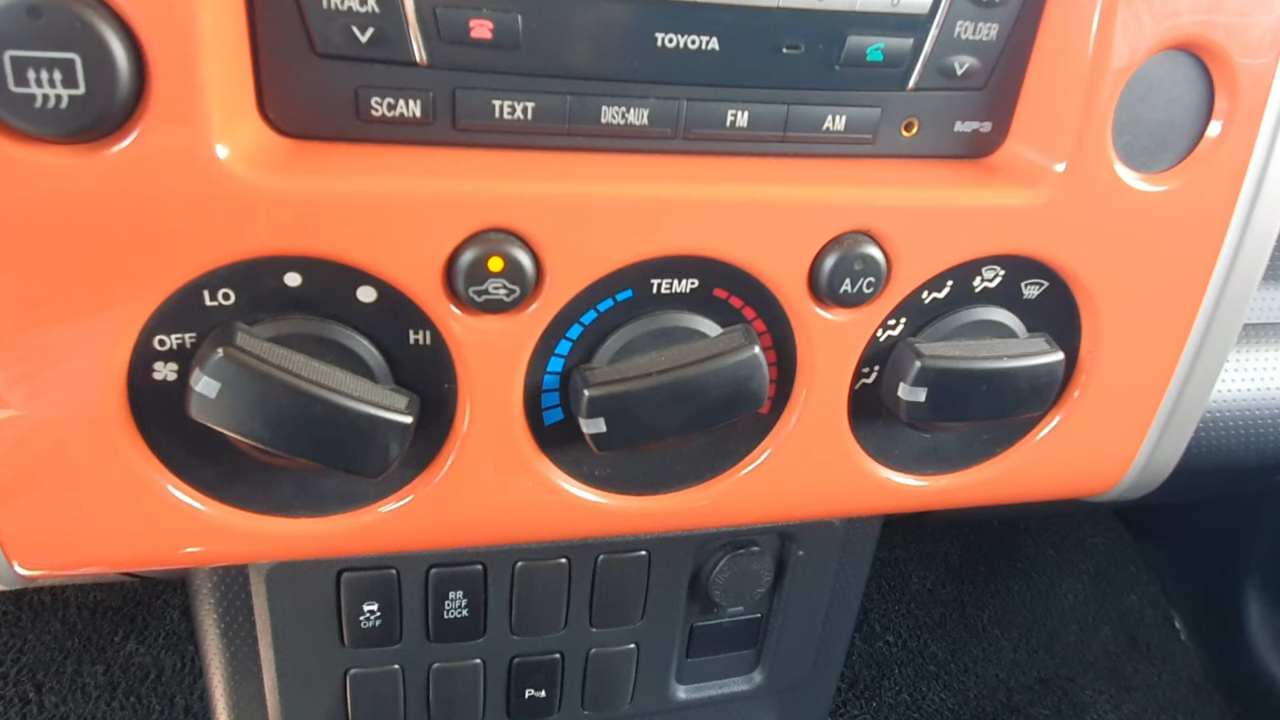 TRACK
TOYOTA
FOLDER
SCAN
TEXT
DISC·AUX
FM
AM
MP3
LO
OFF
HI
TEMP
A/C
OFF
RR
DIFF
LOCK
P